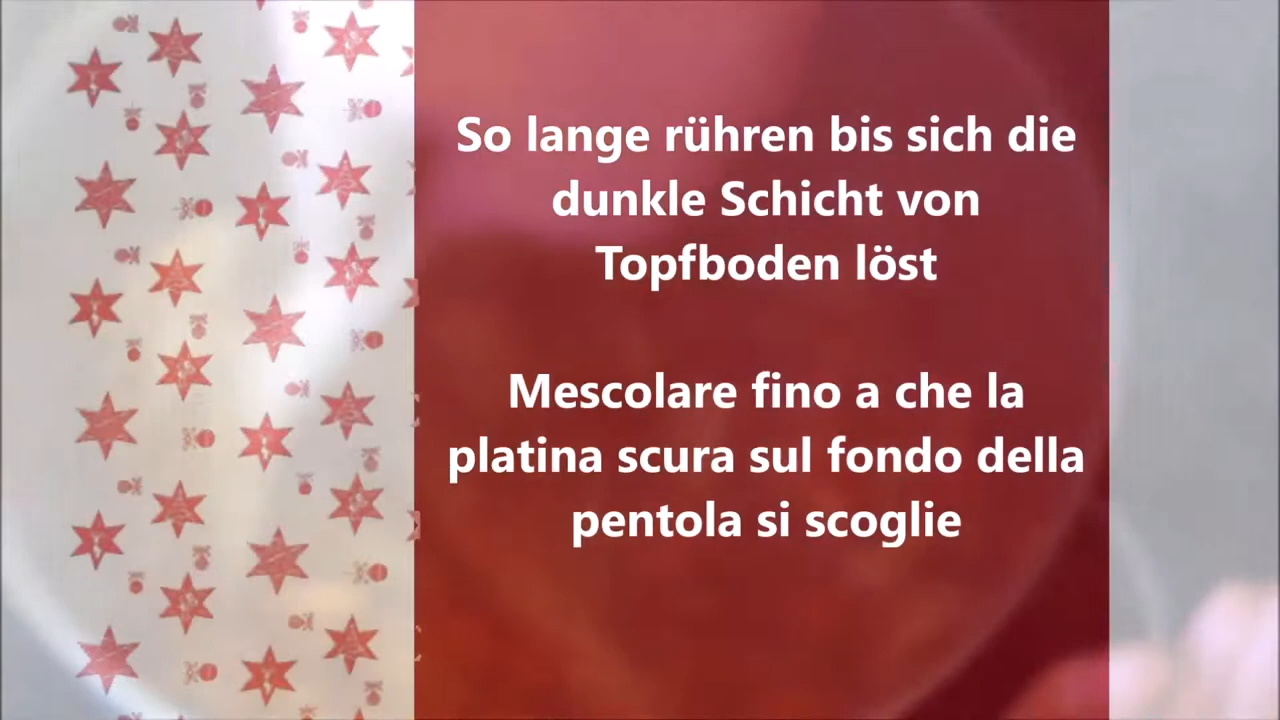 So lange rühren bis sich die
dunkle Schicht von
Topfboden löst
Mescolare fino a che la
platina scura sul fondo della
pentola si scoglie